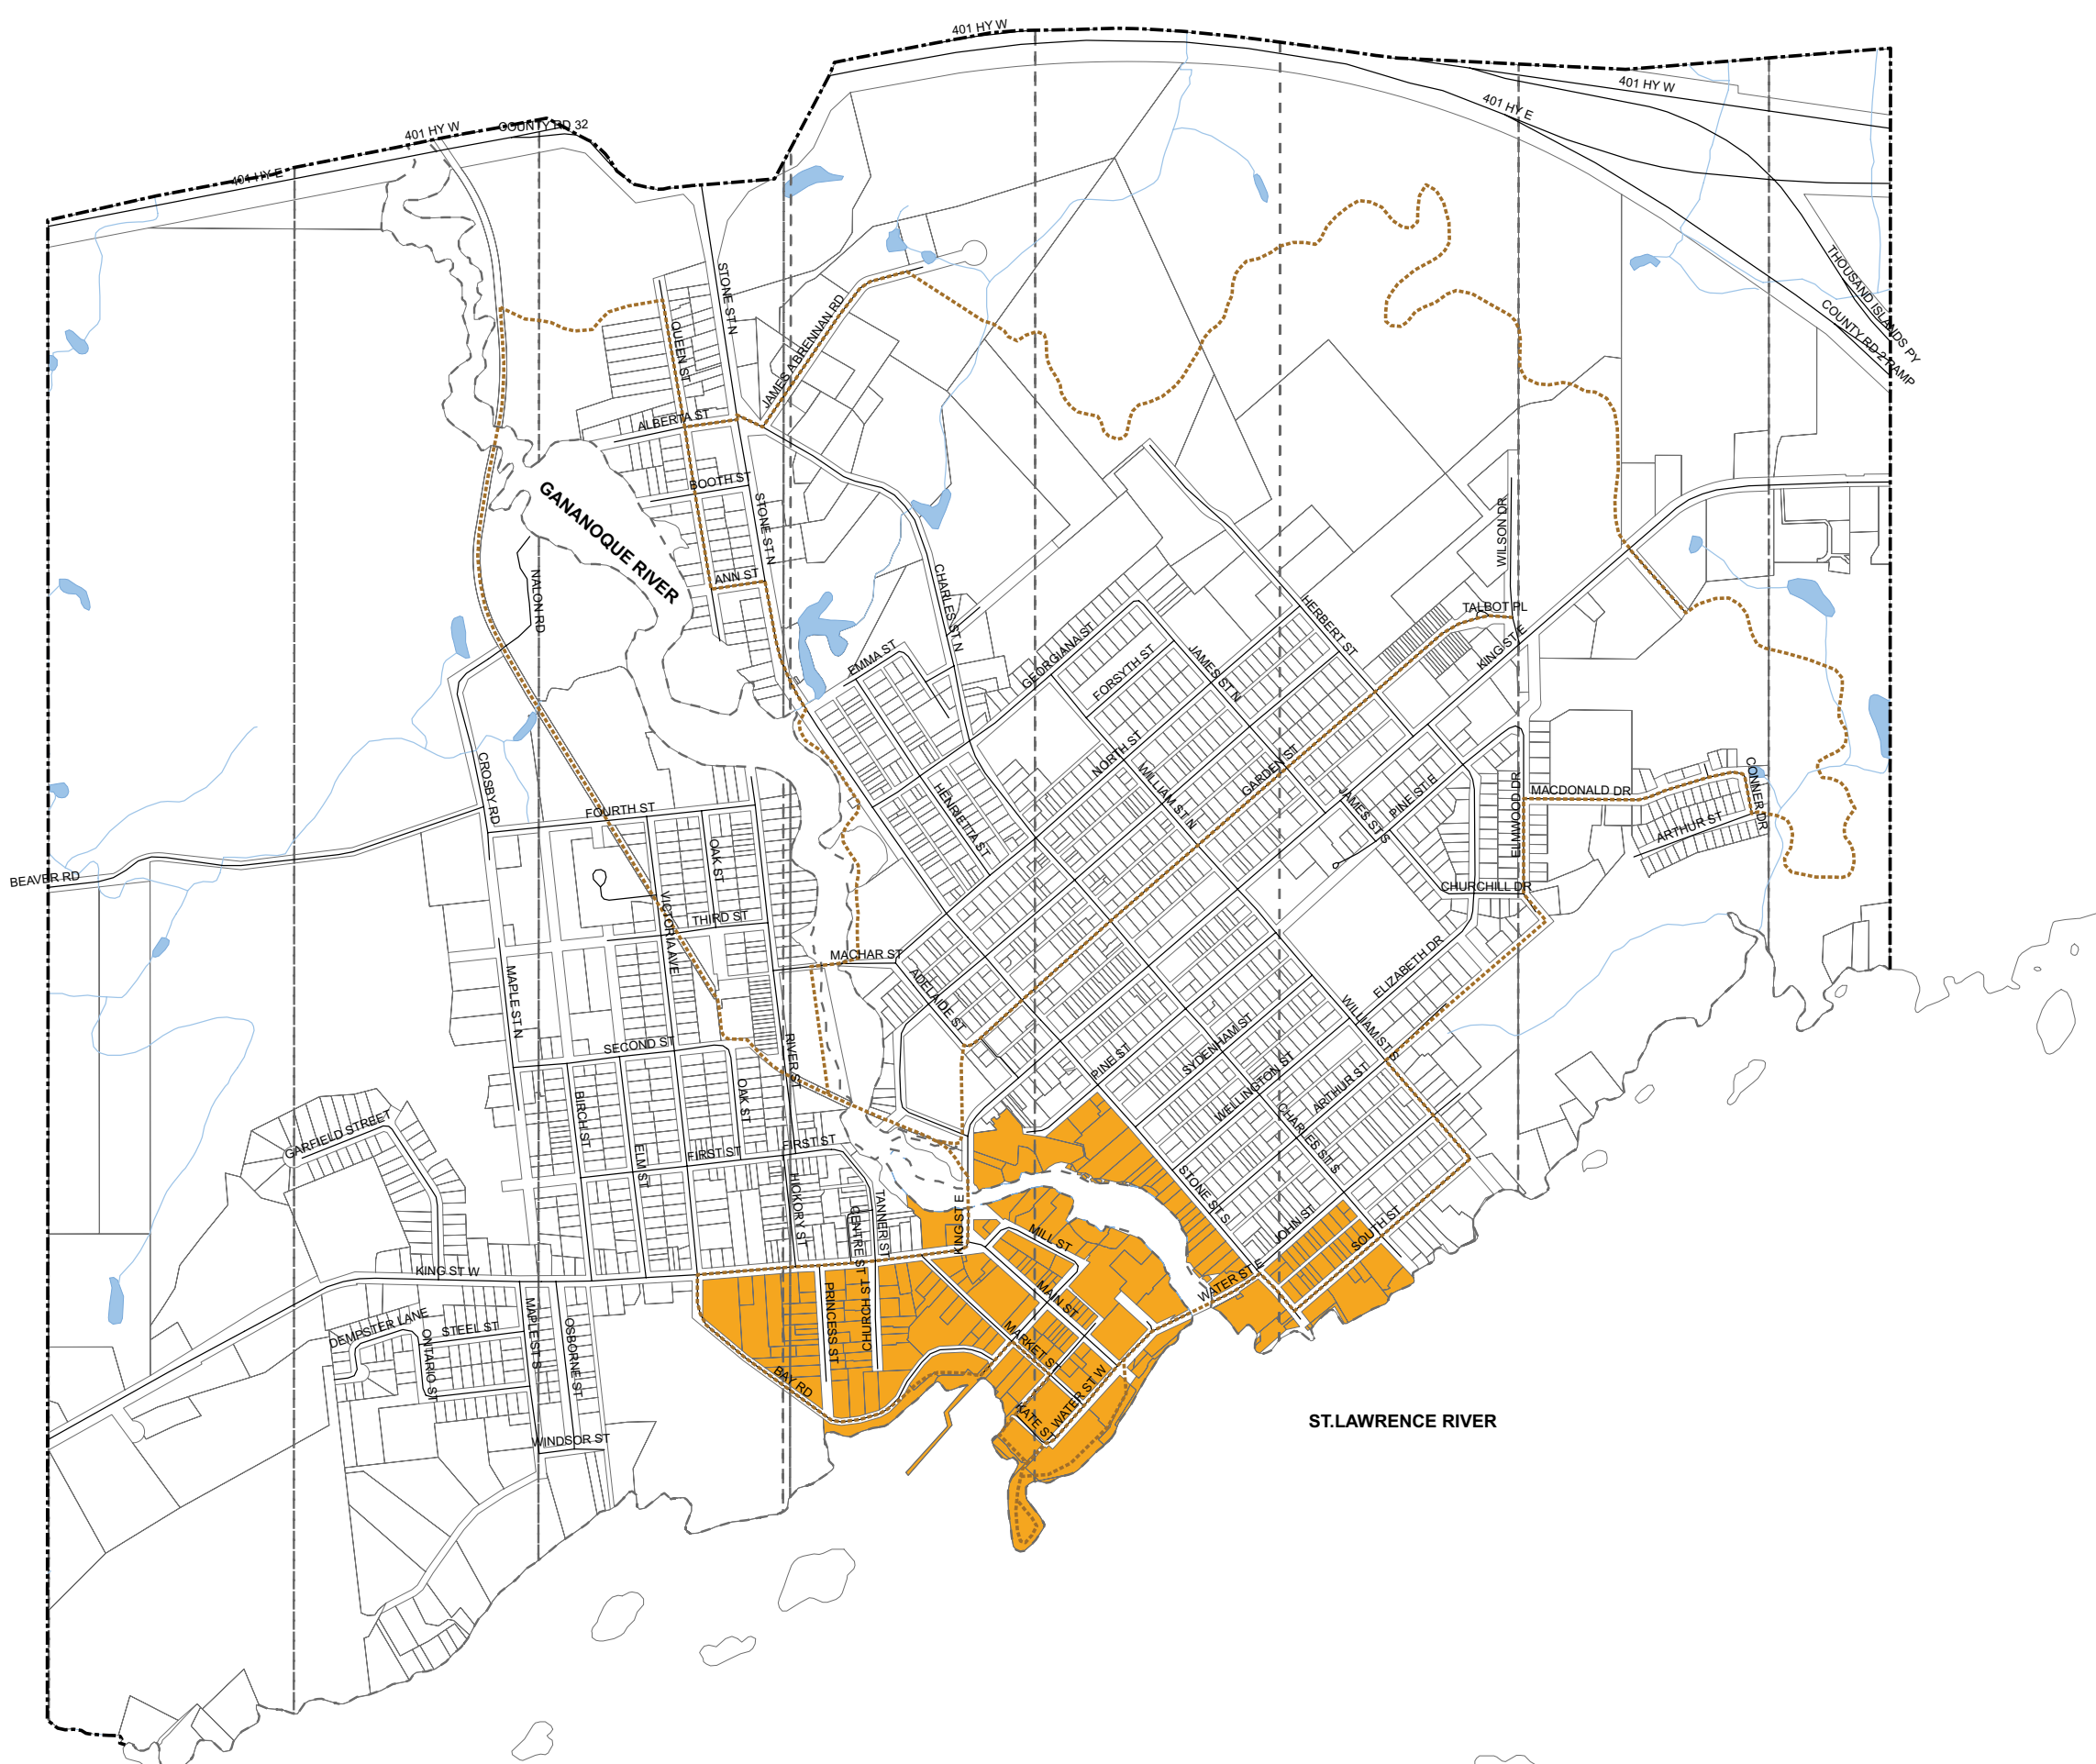 401 HY W
401 HY W
COUNTY RD 32
401 HY E
401 HY W
401 HY E
THOUSAND ISLANDS PY
COUNTY RD 2 RAMP
STONE ST N
QUEEN ST
JAMES A BRENNAN RD
ALBERTA ST
BOOTH ST
GANANOQUE RIVER
STONE ST N
ANN ST
NALON RD
CHARLES ST N
WILSON DR
TALBOT PL
HERBERT ST
KING ST E
EMMA ST
GEORGIANA ST
FORSYTH ST
JAMES ST N
NORTH ST
WILLIAM ST N
GARDEN ST
JAMES ST S
PINE ST E
ELMWOOD DR
MACDONALD DR
CONNER DR
ARTHUR ST
CHURCHILL DR
CROSBY RD
FOURTH ST
OAK ST
HENRIETTA ST
BEAVER RD
VICTORIA AVE
THIRD ST
MACHAR ST
ADELAIDE ST
ELIZABETH DR
MAPLE ST N
WILLIAM ST S
SECOND ST
RIVER ST
OAK ST
PINE ST
SYDENHAM ST
WELLINGTON ST
ARTHUR ST
CHARLES ST S
BIRCH ST
ELM ST
FIRST ST
FIRST ST
GARFIELD STREET
HICKORY ST
CENTRE ST
TANNER ST
KING ST E
STONE ST S
JOHN ST
SOUTH ST
MILL ST
KING ST W
MAIN ST
WATER ST E
DEMPSTER LANE
ONTARIO ST
STEEL ST
MAPLE ST S
OSBORNE ST
PRINCESS ST
CHURCH ST
MARKET ST
BAY RD
WATER ST W
KATE ST
WINDSOR ST
ST.LAWRENCE RIVER